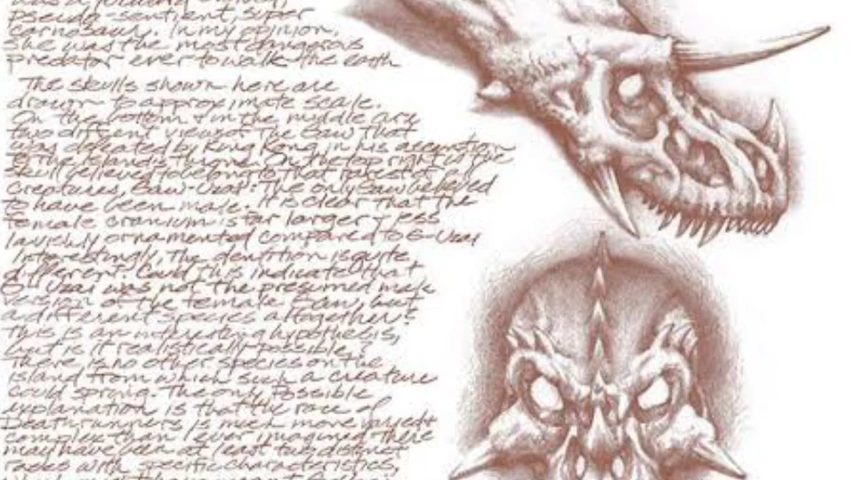 pseudo-sentient, super
carnosaur. In my opinion,
she was the most dangerous
predator ever to walk the earth
The skulls shown here are
drawn to approximate scale.
On the bottom & in the middle are
two different views of the Gaw that
was defeated by King Kong in his ascention
to the Island's throne. On the top right is the
skull believed to belong to that rarest of
creatures, Gaw-Uzai: The only Gaw believed
to have been male. It is clear that the
female cranium is far larger & less
lavishly ornamented compared to G-Uzai
Interestingly, the dentition is quite
different. Could this indicate that
G-Uzai was not the presumed male
version of the female Gaw, but
a different species altogether?
This is an interesting hypothesis,
but is it realistically possible?
There is no other species on the
island from which such a creature
could spring. The only possible
explanation is that the race of
Deathrunners is much more varied &
complex than I ever imagined. There
may have been at least two distinct
races with specific characteristics,